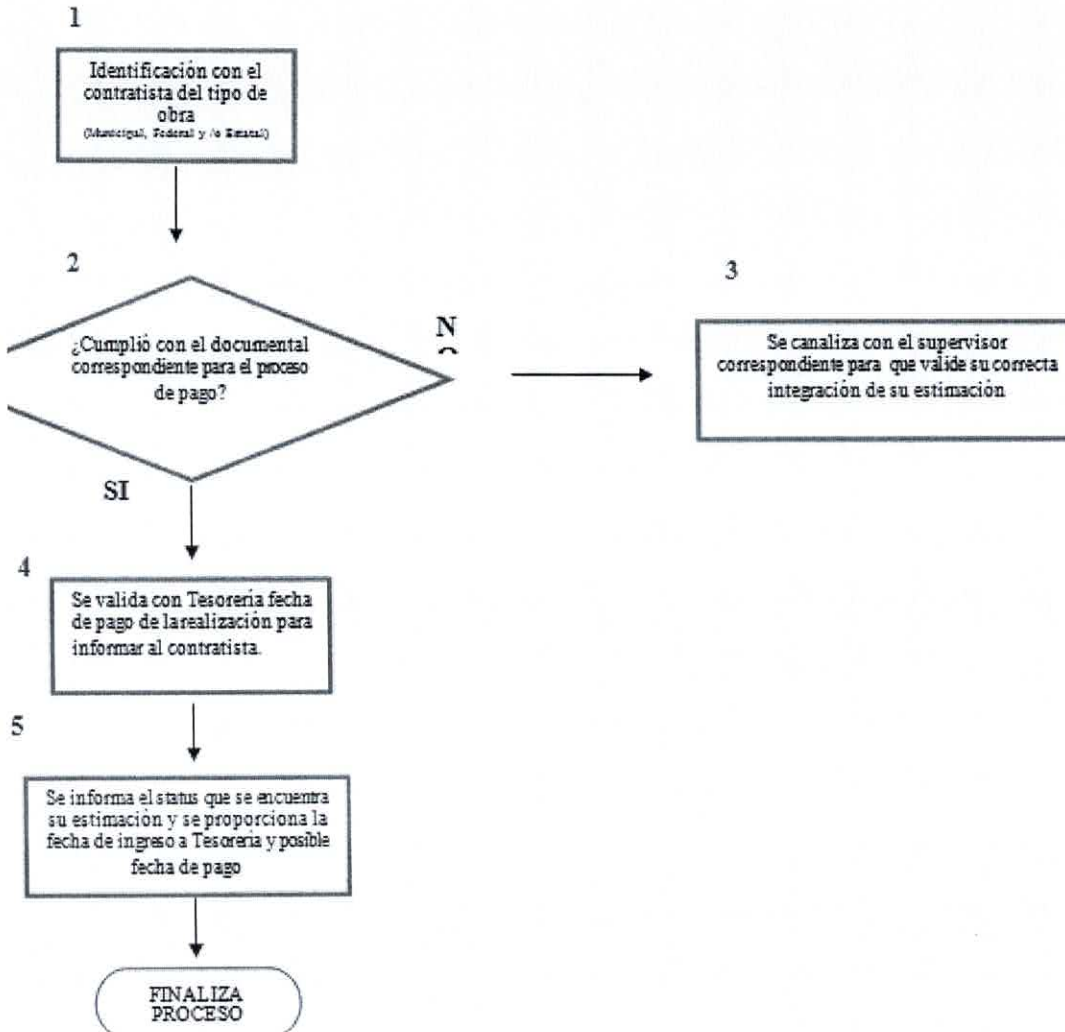 1
Identificación con el
contratista del tipo de
obra
(Municipal, Federal y /o Estatal)
2
¿Cumplió con el documental
correspondiente para el proceso
de pago?
N
3
Se canaliza con el supervisor
correspondiente para que valide su correcta
integración de su estimación
SI
4
Se valida con Tesorería fecha
de pago de la realización para
informar al contratista.
5
Se informa el status que se encuentra
su estimación y se proporciona la
fecha de ingreso a Tesorería y posible
fecha de pago
FINALIZA
PROCESO